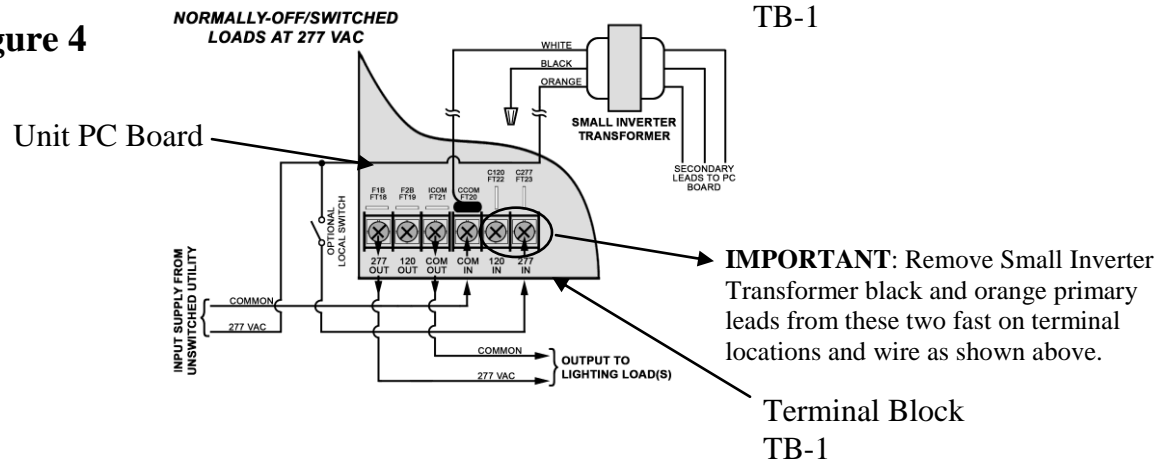 TB-1
gure 4
NORMALLY-OFF/SWITCHED
LOADS AT 277 VAC
WHITE
BLACK
ORANGE
SMALL INVERTER
TRANSFORMER
SECONDARY
LEADS TO PC
BOARD
Unit PC Board
F1B
FT18
F2B
FT19
ICOM
FT21
CCOM
FT20
C120
FT22
C277
FT23
OPTIONAL
LOCAL SWITCH
277
OUT
120
OUT
COM
OUT
COM
IN
120
IN
277
IN
INPUT SUPPLY FROM
UNSWITCHED UTILITY
COMMON
277 VAC
COMMON
277 VAC
OUTPUT TO
LIGHTING LOAD(S)
IMPORTANT: Remove Small Inverter
Transformer black and orange primary
leads from these two fast on terminal
locations and wire as shown above.
Terminal Block
TB-1